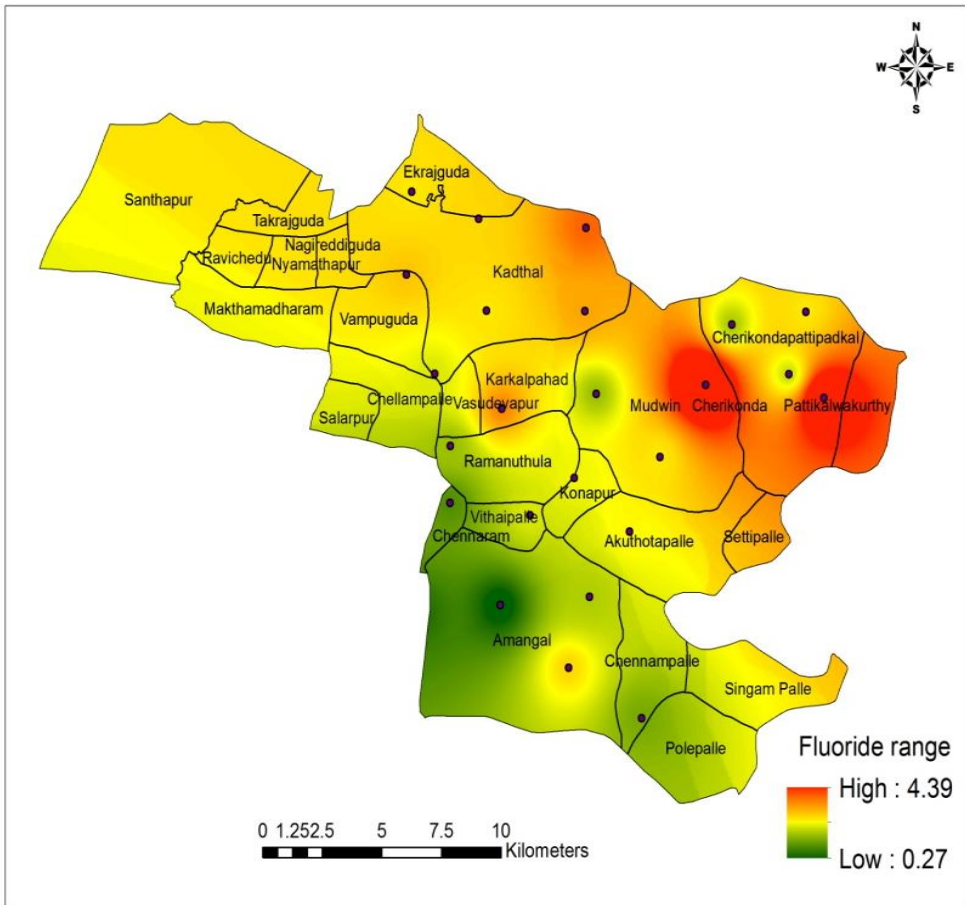 N
W E
S
Ekrajguda
Santhapur
Takrajguda
Nagireddiguda
Ravichedu Nyamathapur
Kadthal
Makthamadharam
Vampuguda
Cherikondapattipadkal
Karkalpahad
Chellampalle Vasudevapur
Mudwin Cherikonda Pattikalwakurthy
Salarpur
Ramanuthula
Konapur
Vithaipalle
Chennaram
Akuthotapalle Settipalle
Amangal
Chennampalle
Singam Palle
Polepalle
Fluoride range
High : 4.39
Low : 0.27
0 1.252.5 5 7.5 10
Kilometers